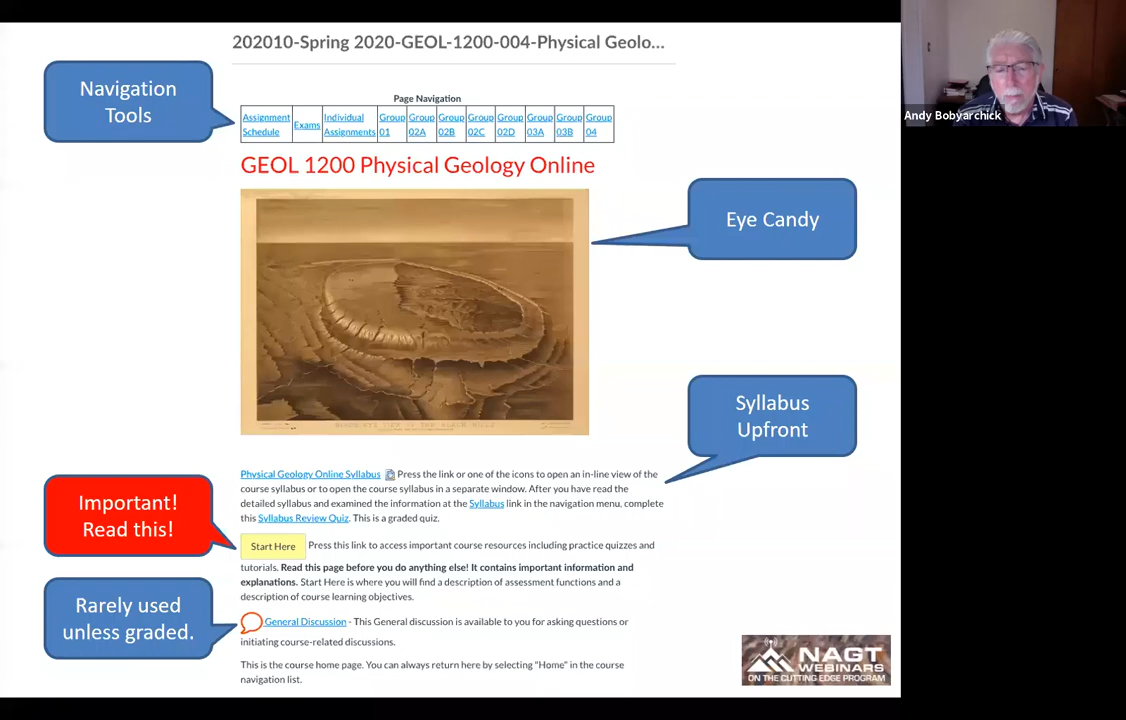 202010-Spring 2020-GEOL-1200-004-Physical Geolo...
Andy Bobyarchick
Navigation
Tools
Page Navigation
Assignment Schedule Exams Individual Assignments Group 01 Group 02A Group 02B Group 02C Group 02D Group 03A Group 03B Group 04
GEOL 1200 Physical Geology Online
Eye Candy
Syllabus
Upfront
Physical Geology Online Syllabus Press the link or one of the icons to open an in-line view of the
course syllabus or to open the course syllabus in a separate window. After you have read the
detailed syllabus and examined the information at the Syllabus link in the navigation menu, complete
this Syllabus Review Quiz. This is a graded quiz.
Important!
Read this!
Start Here Press this link to access important course resources including practice quizzes and
tutorials. Read this page before you do anything else! It contains important information and
explanations. Start Here is where you will find a description of assessment functions and a
description of course learning objectives.
Rarely used
unless graded.
General Discussion - This General discussion is available to you for asking questions or
initiating course-related discussions.
This is the course home page. You can always return here by selecting "Home" in the course
navigation list.
NAGT
WEBINARS
ON THE CUTTING EDGE PROGRAM